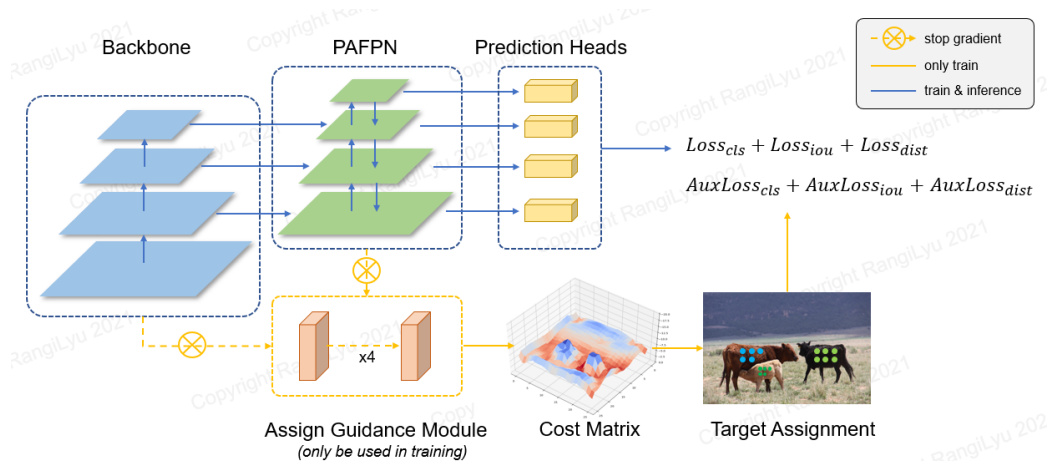 Copyright RangiLyu 2021
Backbone
PAFPN
Prediction Heads
stop gradient
only train
train & inference
Loss_cls + Loss_iou + Loss_dist
AuxLoss_cls + AuxLoss_iou + AuxLoss_dist
x4
Assign Guidance Module
(only be used in training)
Cost Matrix
Target Assignment